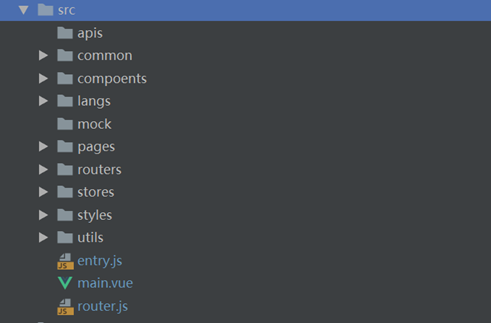 src
apis
common
compoents
langs
mock
pages
routers
stores
styles
utils
JS entry.js
main.vue
JS router.js